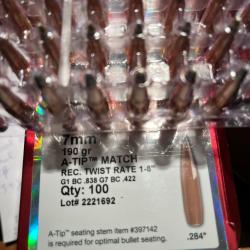 7mm
190 gr
A-TIP™ MATCH
REC. TWIST RATE 1-8"
G1 BC .838 G7 BC .422
Qty: 100
Lot# 2221692
.284"
A-Tip™ seating stem item #397142
is required for optimal bullet seating.